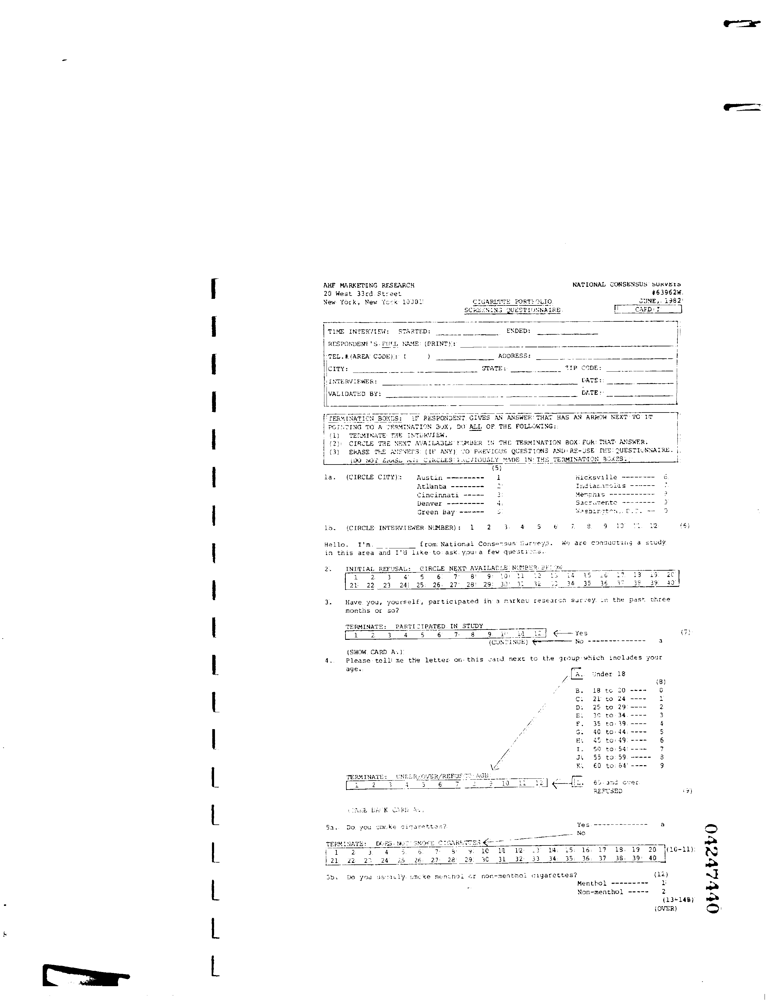 AHF MARKETING RESEARCH
20 West 33rd Street
New York, New York
NATIONAL CONSENSUS SURVEYS
#63962W
JUNE, 1982
CIGARETTE PORTFOLIO
SCREENING QUESTIONNAIRE
CARD
TIME INTERVIEW: STARTED: ENDED:
RESPONDENT'S FULL NAME (PRINT):
TEL.#(AREA CODE): ( ) ADDRESS:
CITY: STATE: ZIP CODE:
INTERVIEWER: DATE:
VALIDATED BY: DATE:
TERMINATION BOXES: IF RESPONDENT GIVES AN ANSWER THAT HAS AN ARROW NEXT TO IT
POINTING TO A TERMINATION BOX, DO ALL OF THE FOLLOWING:
(1) TERMINATE THE INTERVIEW.
(2) CIRCLE THE NEXT AVAILABLE NUMBER IN THE TERMINATION BOX FOR THAT ANSWER.
(3) ERASE THE ANSWERS (IF ANY) TO PREVIOUS QUESTIONS AND RE-USE THE QUESTIONNAIRE.
(DO NOT ERASE ANY CIRCLES PREVIOUSLY MADE IN THE TERMINATION BOXES.
(5)
1a. (CIRCLE CITY): Austin --------- 1 Hicksville -------- 6
Atlanta -------- 2 Indianapolis ------ 7
Cincinnati ----- 3 Memphis -----------
Denver --------- 4 Sacramento --------
Green Bay ------ 5 Washington, D.C. --
1b. (CIRCLE INTERVIEWER NUMBER): 1 2 3 4 5 6 7 8 9 10 11 12 (6)
Hello. I'm ________ from National Consensus Surveys. We are conducting a study
in this area and I'd like to ask you a few questions.
2. INITIAL REFUSAL: CIRCLE NEXT AVAILABLE NUMBER BELOW
1 2 3 4 5 6 7 8 9 10 11 12 13 14 15 16 17 18 19 20
21 22 23 24 25 26 27 28 29 30 31 32 33 34 35 36 37 38 39 40
3. Have you, yourself, participated in a market research survey in the past three
months or so?
TERMINATE: PARTICIPATED IN STUDY
1 2 3 4 5 6 7 8 9 10 11 12 Yes (7)
(CONTINUE) No -------------- a
(SHOW CARD A.)
4. Please tell me the letter on this card next to the group which includes your
age.
A. Under 18
(8)
B. 18 to 20 ---- 0
C. 21 to 24 ---- 1
D. 25 to 29 ---- 2
E. 30 to 34 ---- 3
F. 35 to 39 ---- 4
G. 40 to 44 ---- 5
H. 45 to 49 ---- 6
I. 50 to 54 ---- 7
J. 55 to 59 ----- 8
K. 60 to 64 ---- 9
TERMINATE: UNDER/OVER/REFUSED AGE
1 2 3 4 5 6 7 8 9 10 11 12 L. 65 and over
REFUSED (9)
(TAKE BACK CARD A.)
5a. Do you smoke cigarettes? Yes ------------- a
No
TERMINATE: DOES NOT SMOKE CIGARETTES
1 2 3 4 5 6 7 8 9 10 11 12 13 14 15 16 17 18 19 20 (10-11)
21 22 23 24 25 26 27 28 29 30 31 32 33 34 35 36 37 38 39 40
5b. Do you usually smoke menthol or non-menthol cigarettes? (12)
Menthol --------- 1
Non-menthol ----- 2
(13-14B)
(OVER)
04247440